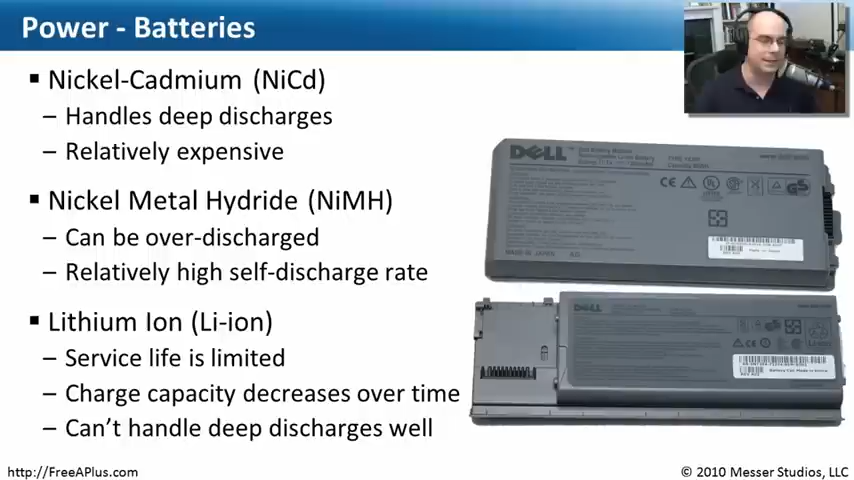 Power - Batteries
▪ Nickel-Cadmium (NiCd)
– Handles deep discharges
– Relatively expensive
▪ Nickel Metal Hydride (NiMH)
– Can be over-discharged
– Relatively high self-discharge rate
▪ Lithium Ion (Li-ion)
– Service life is limited
– Charge capacity decreases over time
– Can’t handle deep discharges well
DELL
DELL
http://FreeAPlus.com
© 2010 Messer Studios, LLC